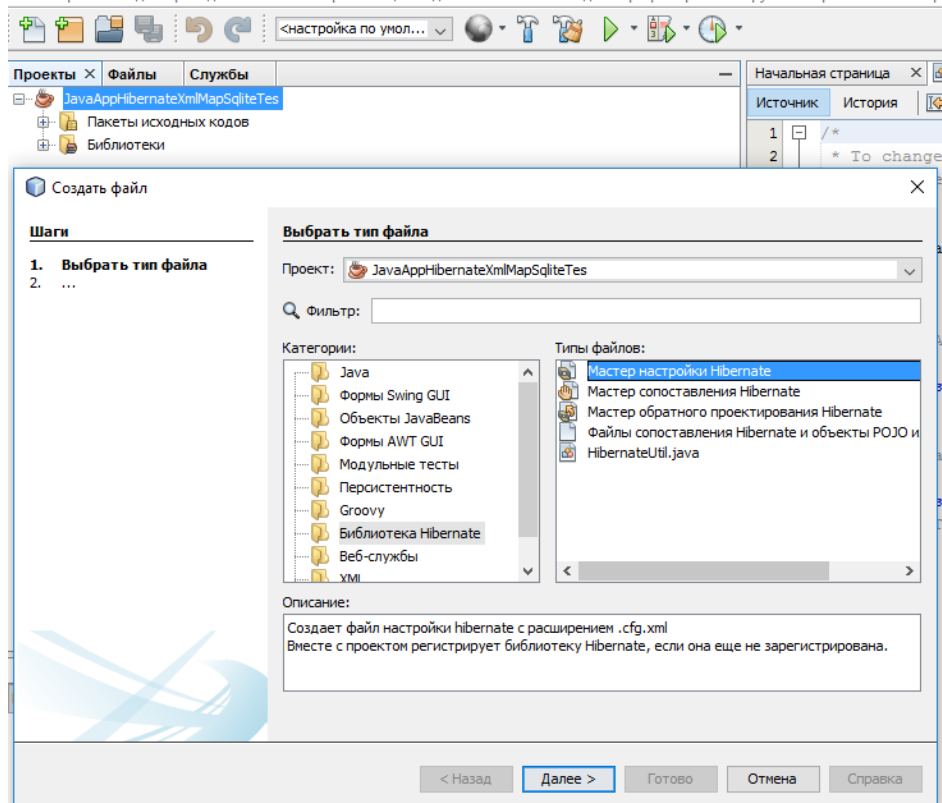 <настройка по умол...
Проекты × Файлы Службы
JavaAppHibernateXmlMapSqliteTes
Пакеты исходных кодов
Библиотеки
Начальная страница ×
Источник История
1 /*
2 * To change
Создать файл
Шаги
1. Выбрать тип файла
2. ...
Выбрать тип файла
Проект: JavaAppHibernateXmlMapSqliteTes
Фильтр:
Категории:
Java
Формы Swing GUI
Объекты JavaBeans
Формы AWT GUI
Модульные тесты
Персистентность
Groovy
Библиотека Hibernate
Веб-службы
XML
Типы файлов:
Мастер настройки Hibernate
Мастер сопоставления Hibernate
Мастер обратного проектирования Hibernate
Файлы сопоставления Hibernate и объекты POJO и
HibernateUtil.java
Описание:
Создает файл настройки hibernate с расширением .cfg.xml
Вместе с проектом регистрирует библиотеку Hibernate, если она еще не зарегистрирована.
< Назад Далее > Готово Отмена Справка